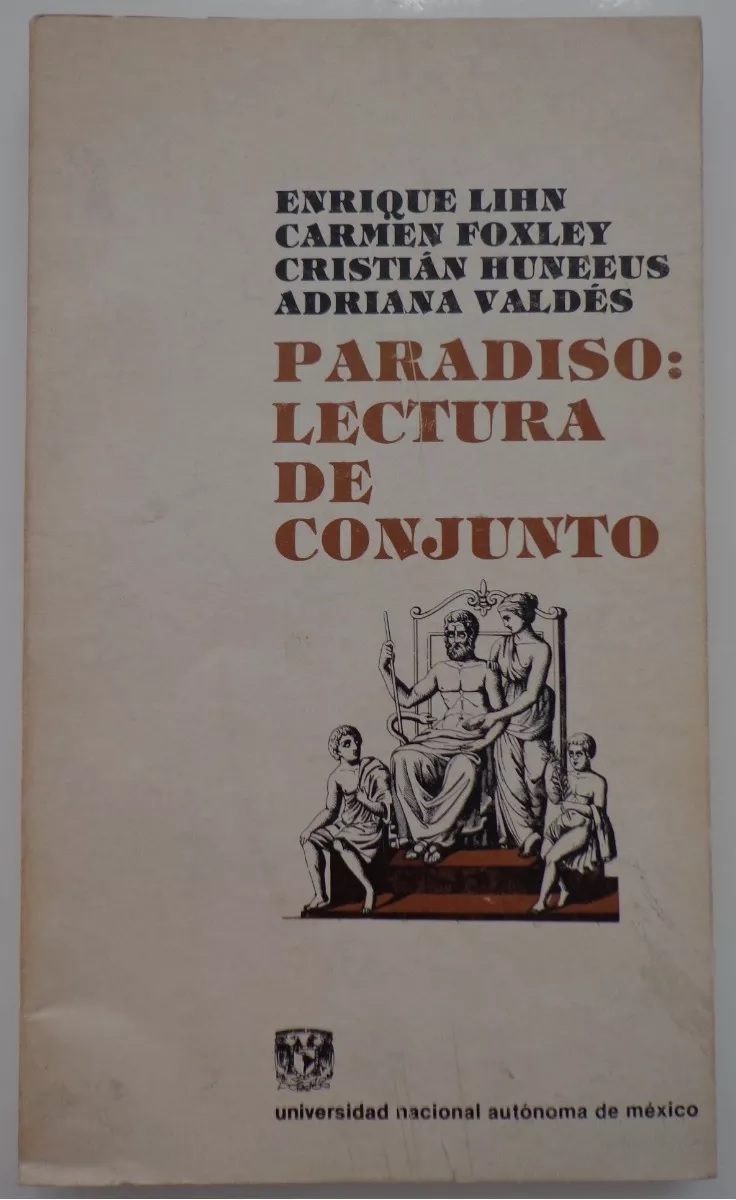 ENRIQUE LIHN
CARMEN FOXLEY
CRISTIÁN HUNEEUS
ADRIANA VALDÉS
PARADISO:
LECTURA
DE
CONJUNTO
universidad nacional autónoma de méxico